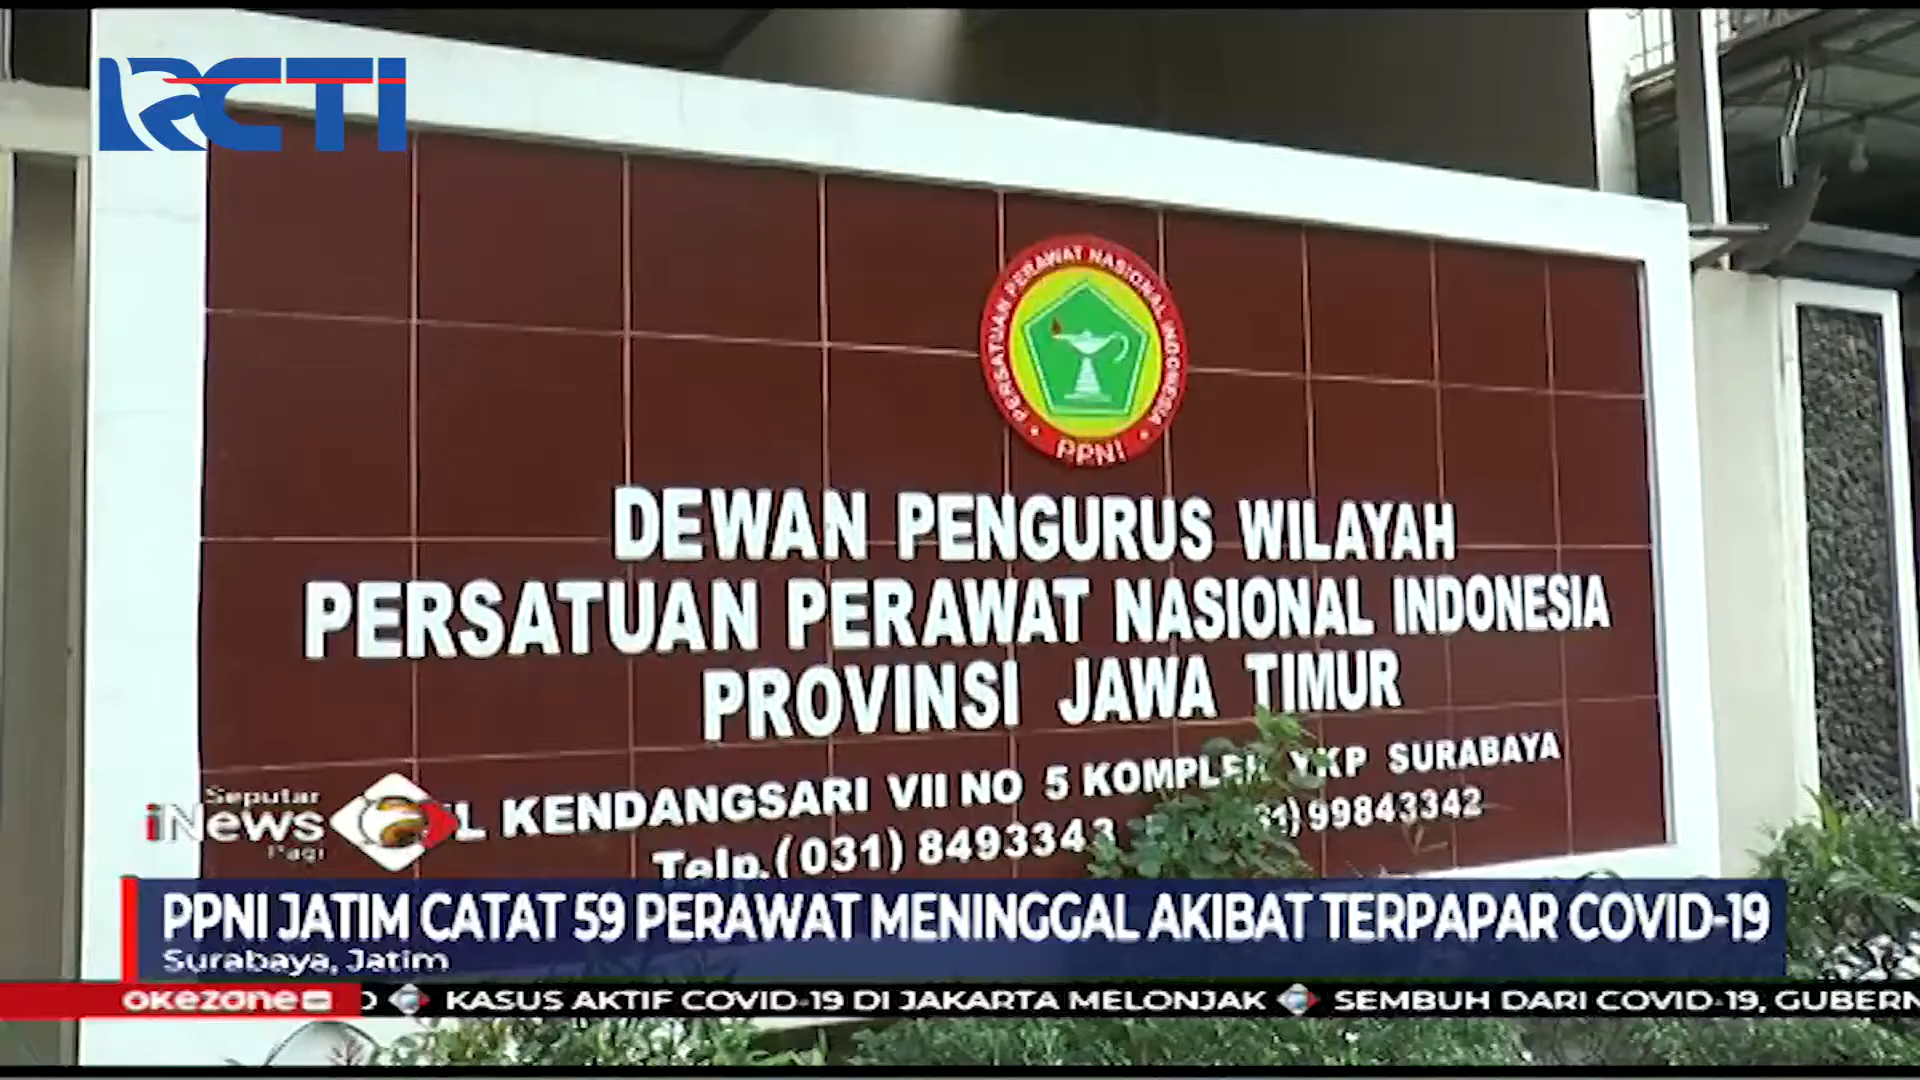 RCTI
PERSATUAN PERAWAT NASIONAL INDONESIA
PPNI
DEWAN PENGURUS WILAYAH
PERSATUAN PERAWAT NASIONAL INDONESIA
PROVINSI JAWA TIMUR
KENDANGSARI VII NO 5 YKP SURABAYA
Telp. (031) 8493343 99843342
Seputar
iNews
Pagi
PPNI JATIM CATAT 59 PERAWAT MENINGGAL AKIBAT TERPAPAR COVID-19
Surabaya, Jatim
okezone KASUS AKTIF COVID-19 DI JAKARTA MELONJAK SEMBUH DARI COVID-19, GUBERN